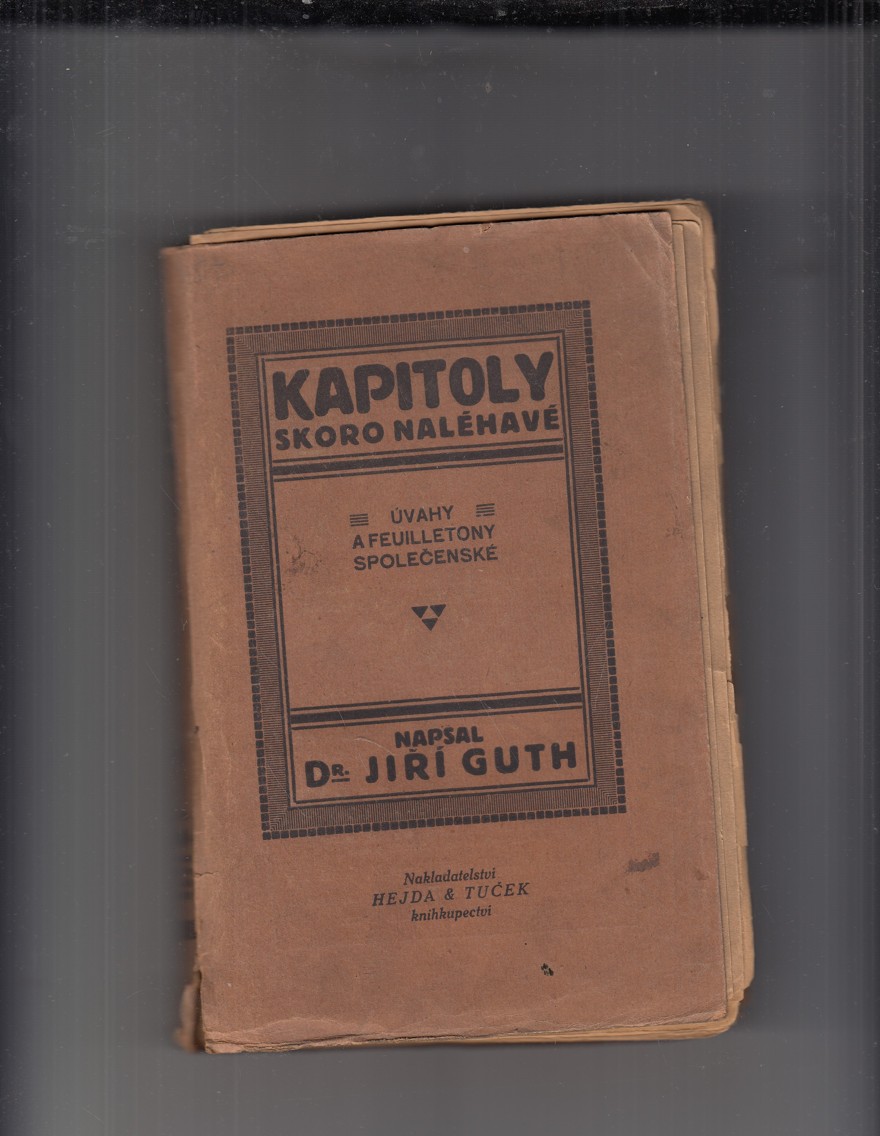 KAPITOLY
SKORO NALÉHAVÉ
ÚVAHY
A FEUILLETONY
SPOLEČENSKÉ
NAPSAL
DR. JIŘÍ GUTH
Nakladatelství
HEJDA & TUČEK
knihkupectví